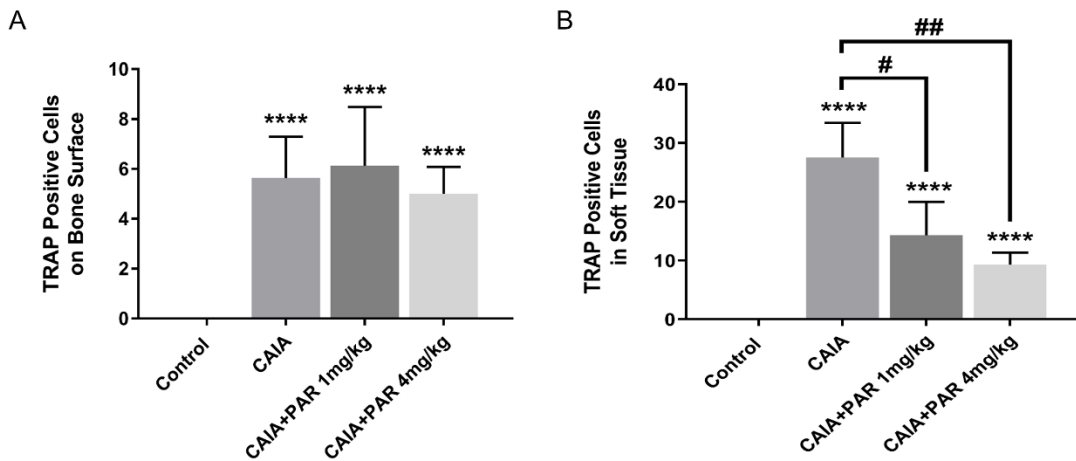 A
TRAP Positive Cells
on Bone Surface
10
8
6
4
2
0
****
****
****
Control
CAIA
CAIA+PAR 1mg/kg
CAIA+PAR 4mg/kg
B
TRAP Positive Cells
in Soft Tissue
40
30
20
10
0
##
#
****
****
****
Control
CAIA
CAIA+PAR 1mg/kg
CAIA+PAR 4mg/kg